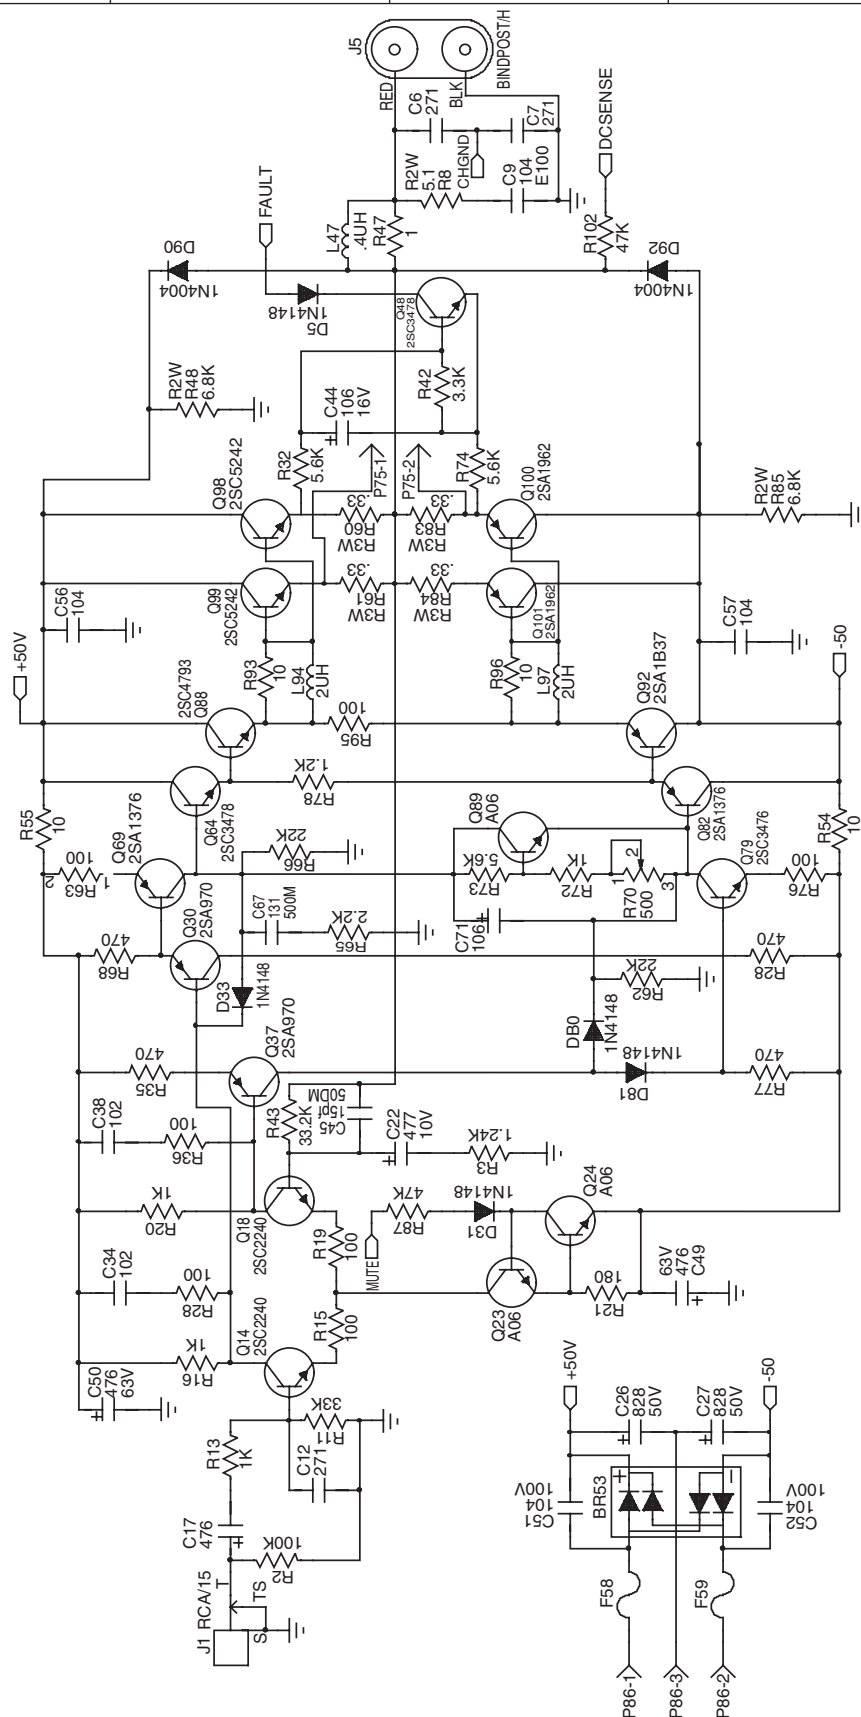 J5
BINDPOST/H
RED
BLK
C6
271
C7
271
CHGND
R2W
5.1
R8
C9
104
E100
DCSENSE
FAULT
L47
.4UH
R47
1
R102
47K
D90
1N4004
D92
1N4004
D5
1N4148
Q48
2SC3478
R2W
R48
6.8K
C44
106
16V
R42
3.3K
R32
5.6K
P75-1
P75-2
R74
5.6K
Q98
2SC5242
Q100
2SA1962
.33
R60
R3W
.33
R83
R3W
R2W
R85
6.8K
Q99
2SC5242
.33
R61
R3W
.33
R84
R3W
Q101
2SA1962
C56
104
C57
104
+50V
-50
R93
10
L94
2UH
R96
10
L97
2UH
2SC4793
Q88
100
R95
Q92
2SA1B37
1.2K
R78
Q64
2SC3478
Q82
2SA1376
R55
10
R54
10
Q69
2SA1376
100
R63
2
1
22K
R66
Q89
A06
5.6K
R73
1K
R72
R70
500
1
2
3
Q79
2SC3476
100
R76
470
R68
Q30
2SA970
C67
131
500M
2.2K
R65
C71
106
22K
R62
470
R28
D33
1N4148
Q37
2SA970
470
R35
DB0
1N4148
1N4148
D81
470
R77
C38
102
100
R36
R43
33.2K
50DM
15pf
C45
C22
477
10V
1.24K
R3
1K
R20
Q18
2SC2240
R19
100
MUTE
47K
R87
1N4148
D31
Q24
A06
C34
102
100
R28
Q14
2SC2240
R15
100
Q23
A06
180
R21
63V
476
C49
1K
R16
C50
476
63V
R13
1K
33K
R11
C12
271
C17
476
100K
R2
J1 RCA/15
T
TS
S
+50V
-50
C26
828
50V
C27
828
50V
100V
104
C51
BR53
+
-
100V
104
C52
F58
F59
P86-1
P86-3
P86-2